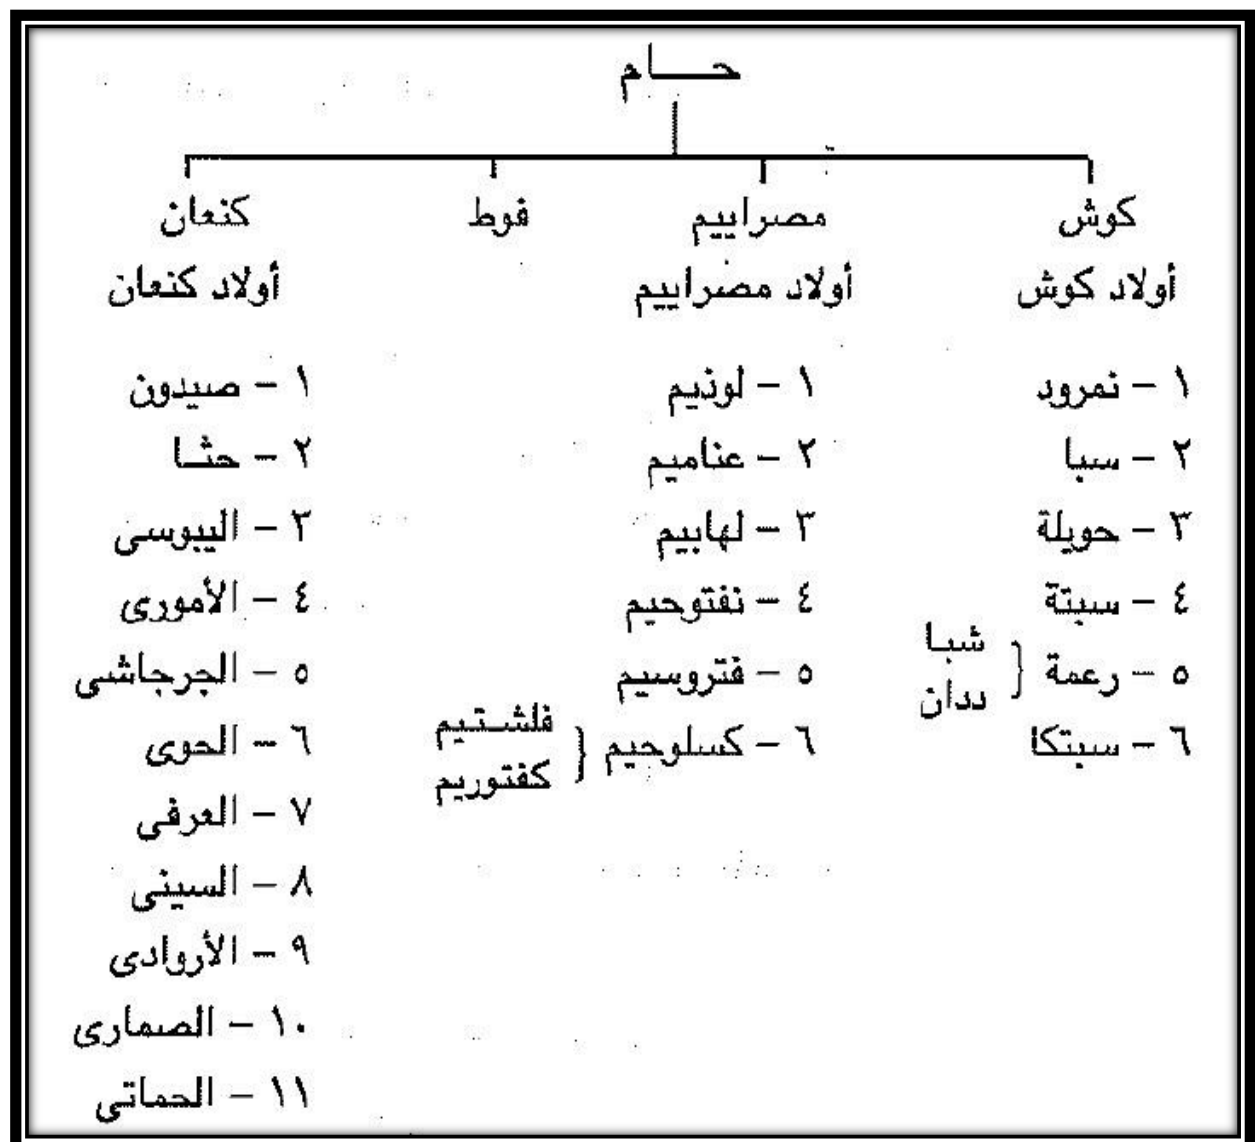 حـــام
كوش
مصراييم
فوط
كنعان
أولاد كوش
١ – نمرود
٢ – سبا
٣ – حويلة
٤ – سبتة
٥ – رعمة { شبا
ددان
٦ – سبتكا
أولاد مصراييم
١ – لوذيم
٢ – عناميم
٣ – لهابيم
٤ – نفتوحيم
٥ – فتروسيم
٦ – كسلوحيم { فلشتيم
كفتوريم
أولاد كنعان
١ – صيدون
٢ – حثـا
٣ – اليبوسى
٤ – الأمورى
٥ – الجرجاشى
٦ – الحوى
٧ – العرفى
٨ – السينى
٩ – الأروادى
١٠ – الصمارى
١١ – الحماتى